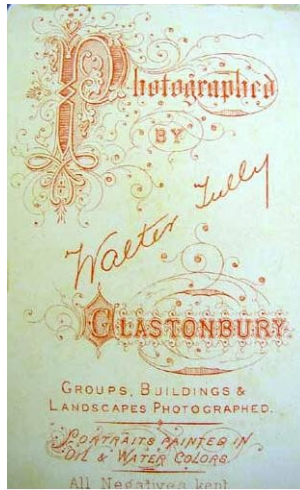 Photographed
BY
Walter Tully
GLASTONBURY.
GROUPS, BUILDINGS &
LANDSCAPES PHOTOGRAPHED.
PORTRAITS PAINTED IN
OIL & WATER COLORS.
All Negatives kept